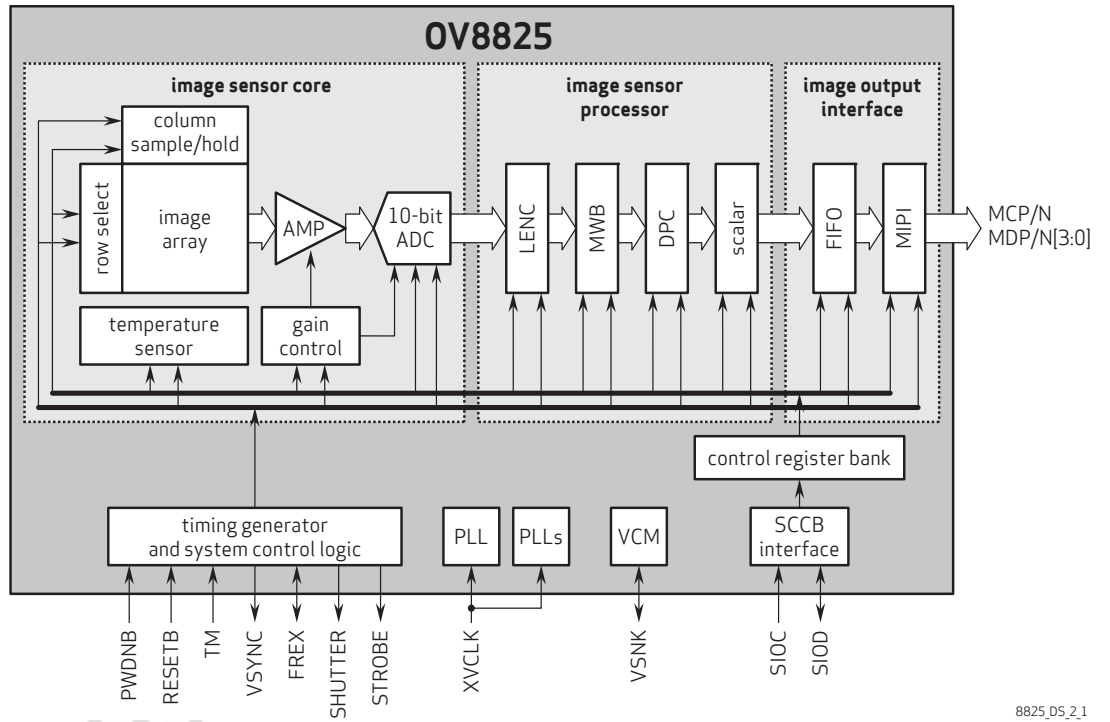 OV8825
image sensor core
image sensor
processor
image output
interface
column
sample/hold
row select
image
array
AMP
10-bit
ADC
LENC
MWB
DPC
scalar
FIFO
MIPI
MCP/N
MDP/N[3:0]
temperature
sensor
gain
control
control register bank
timing generator
and system control logic
PLL
PLLs
VCM
SCCB
interface
PWDNB
RESETB
TM
VSYNC
FREX
SHUTTER
STROBE
XVCLK
VSNK
SIOC
SIOD
8825_DS_2_1